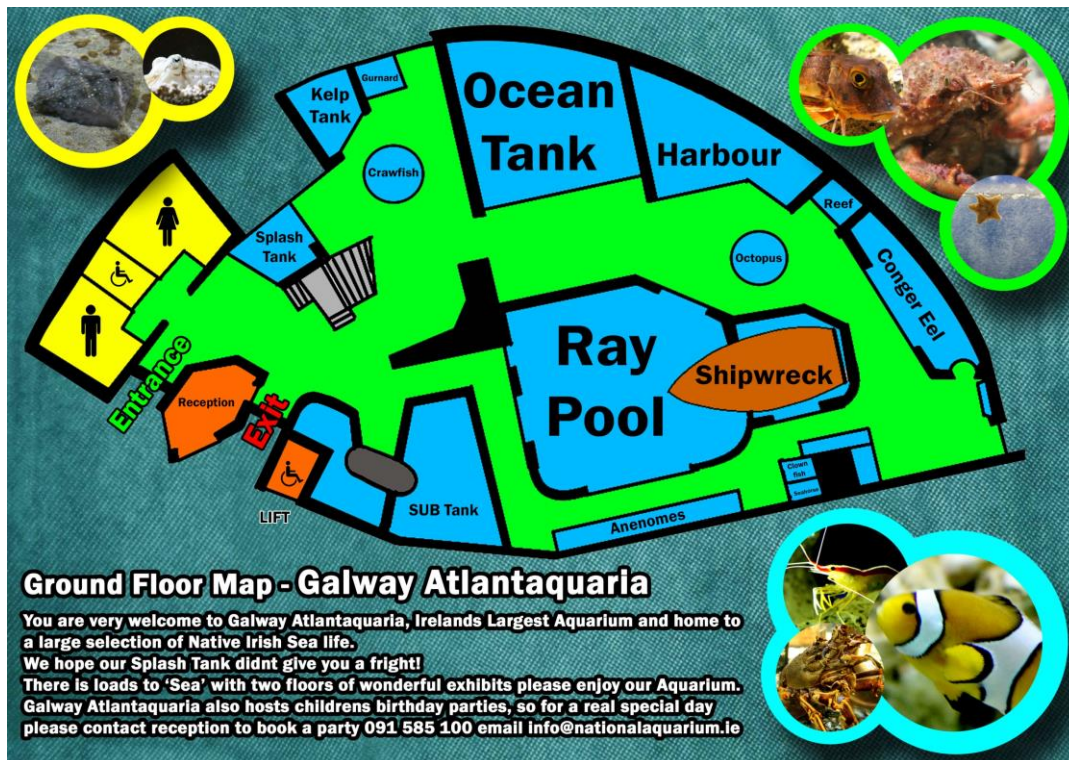 Gurnard
Kelp
Tank
Ocean
Tank
Harbour
Crawfish
Reef
Splash
Tank
Octopus
Conger Eel
Ray
Pool
Shipwreck
Entrance
Reception
Exit
Clown
fish
Seahorse
SUB Tank
Anenomes
LIFT
Ground Floor Map - Galway Atlantaquaria
You are very welcome to Galway Atlantaquaria, Irelands Largest Aquarium and home to
a large selection of Native Irish Sea life.
We hope our Splash Tank didnt give you a fright!
There is loads to ‘Sea’ with two floors of wonderful exhibits please enjoy our Aquarium.
Galway Atlantaquaria also hosts childrens birthday parties, so for a real special day
please contact reception to book a party 091 585 100 email info@nationalaquarium.ie